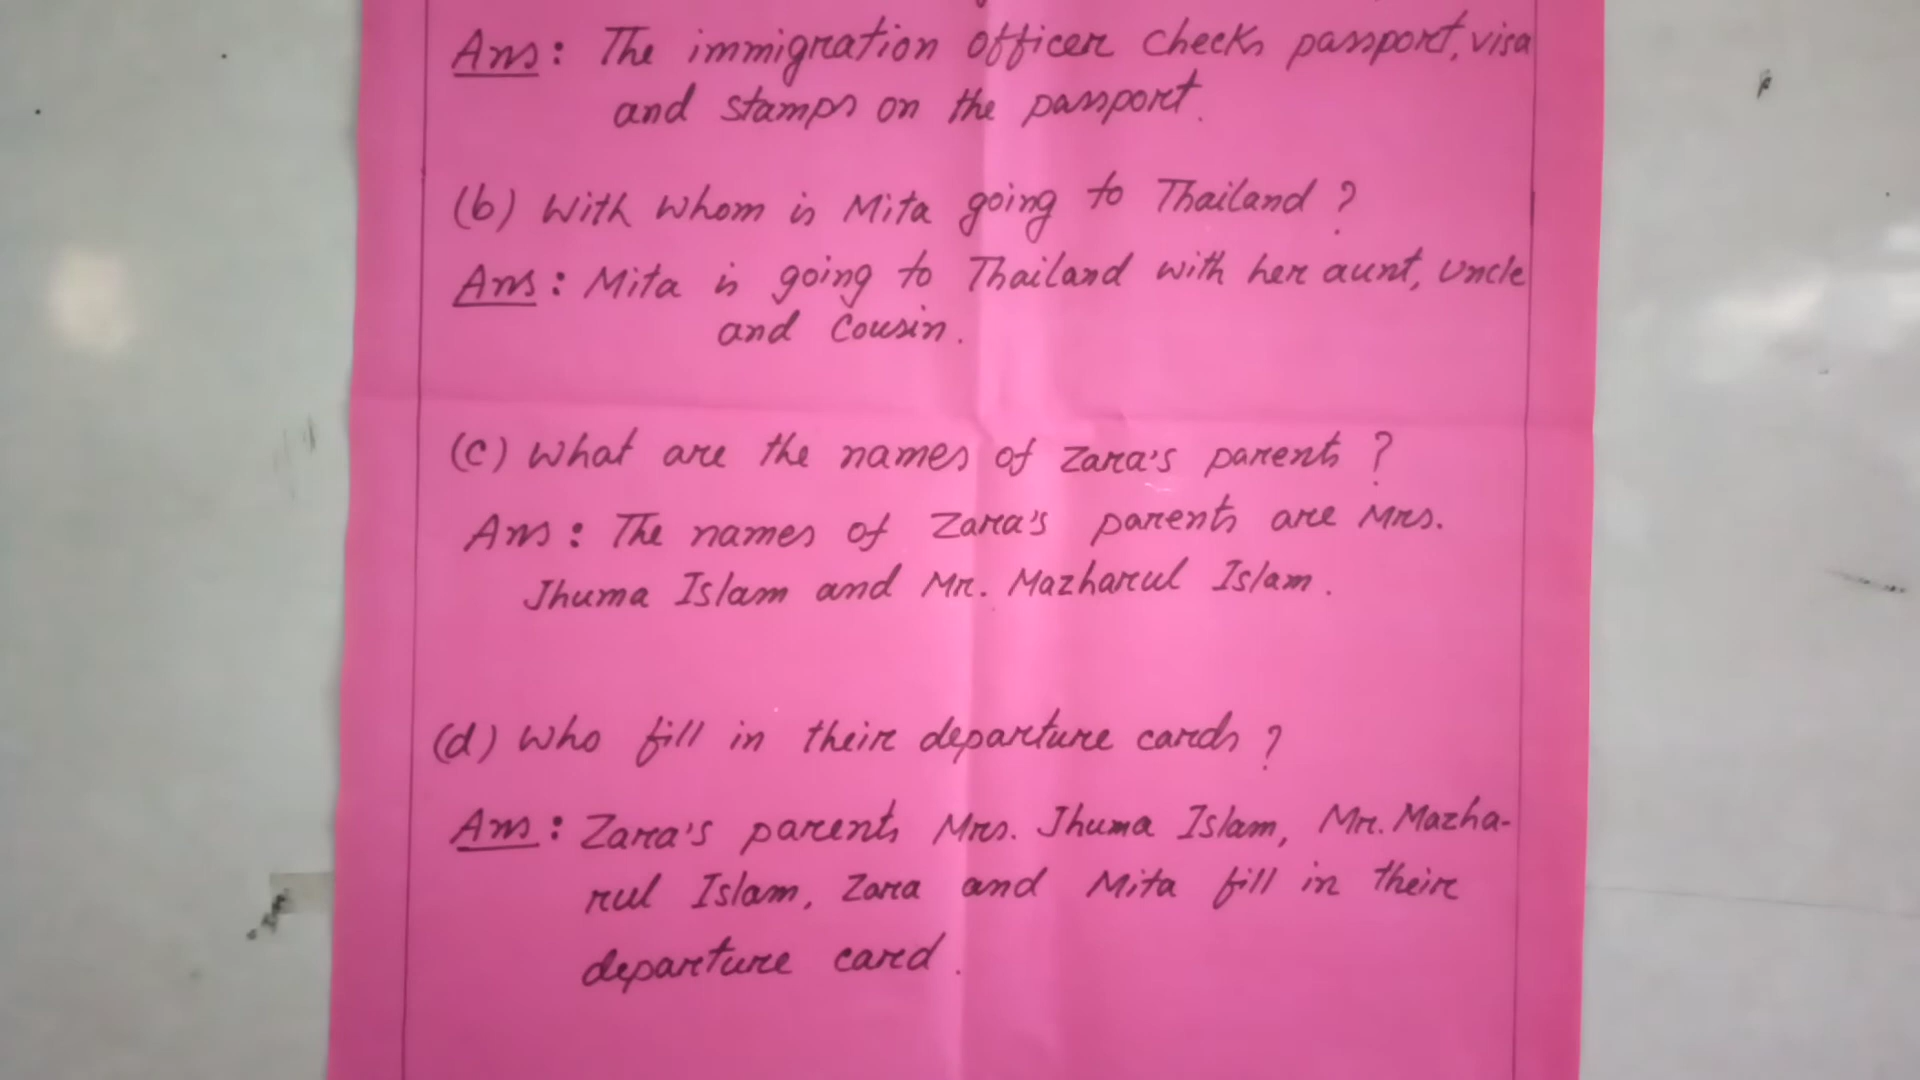 Ans: The immigration officer checks passport, visa
and stamps on the passport.
(b) With whom is Mita going to Thailand?
Ans: Mita is going to Thailand with her aunt, uncle
and cousin.
(c) What are the names of Zara's parents?
Ans: The names of Zara's parents are Mrs.
Jhuma Islam and Mr. Mazharul Islam.
(d) Who fill in their departure cards?
Ans: Zara's parents Mrs. Jhuma Islam, Mr. Mazha-
rul Islam, Zara and Mita fill in their
departure card.